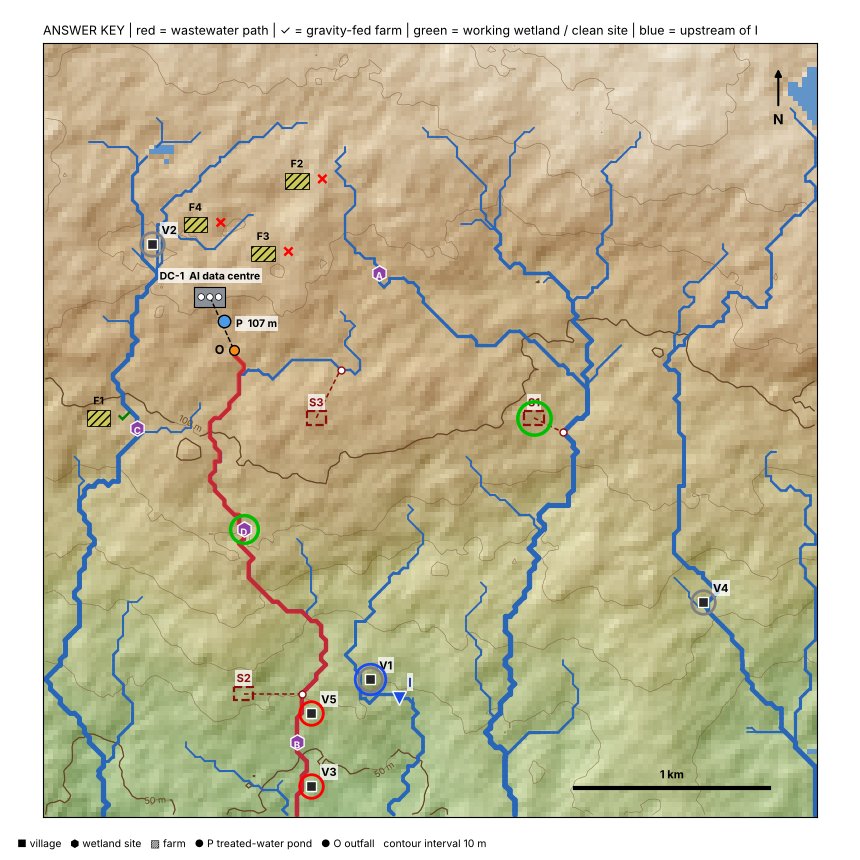 ANSWER KEY | red = wastewater path | ✓ = gravity-fed farm | green = working wetland / clean site | blue = upstream of I
N
F2
F4
V2
F3
A
DC-1 AI data centre
P 107 m
O
F1
S3
S1
100 m
C
D
V4
V1
S2
I
V5
B
V3
50 m
1 km
50 m
village wetland site farm P treated-water pond O outfall contour interval 10 m